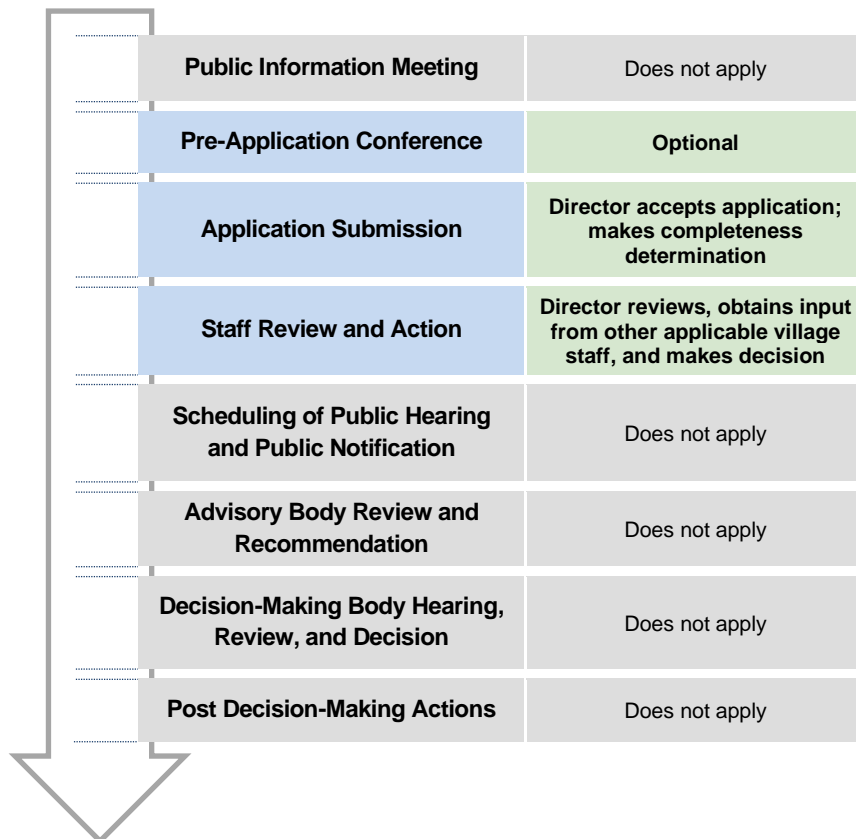 Public Information Meeting
Does not apply
Pre-Application Conference
Optional
Application Submission
Director accepts application;
makes completeness
determination
Staff Review and Action
Director reviews, obtains input
from other applicable village
staff, and makes decision
Scheduling of Public Hearing
and Public Notification
Does not apply
Advisory Body Review and
Recommendation
Does not apply
Decision-Making Body Hearing,
Review, and Decision
Does not apply
Post Decision-Making Actions
Does not apply